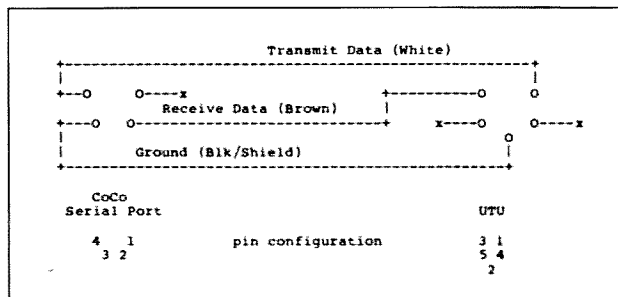 Transmit Data (White)
+-----------------------------------------------------------+
| |
+--o o----x +-----------o o
Receive Data (Brown) |
+---o o-------------------------------+ x----o o----x
| o
| Ground (Blk/Shield) |
+--------------------------------------------------------+
CoCo
Serial Port UTU
4 1 pin configuration 3 1
3 2 5 4
2